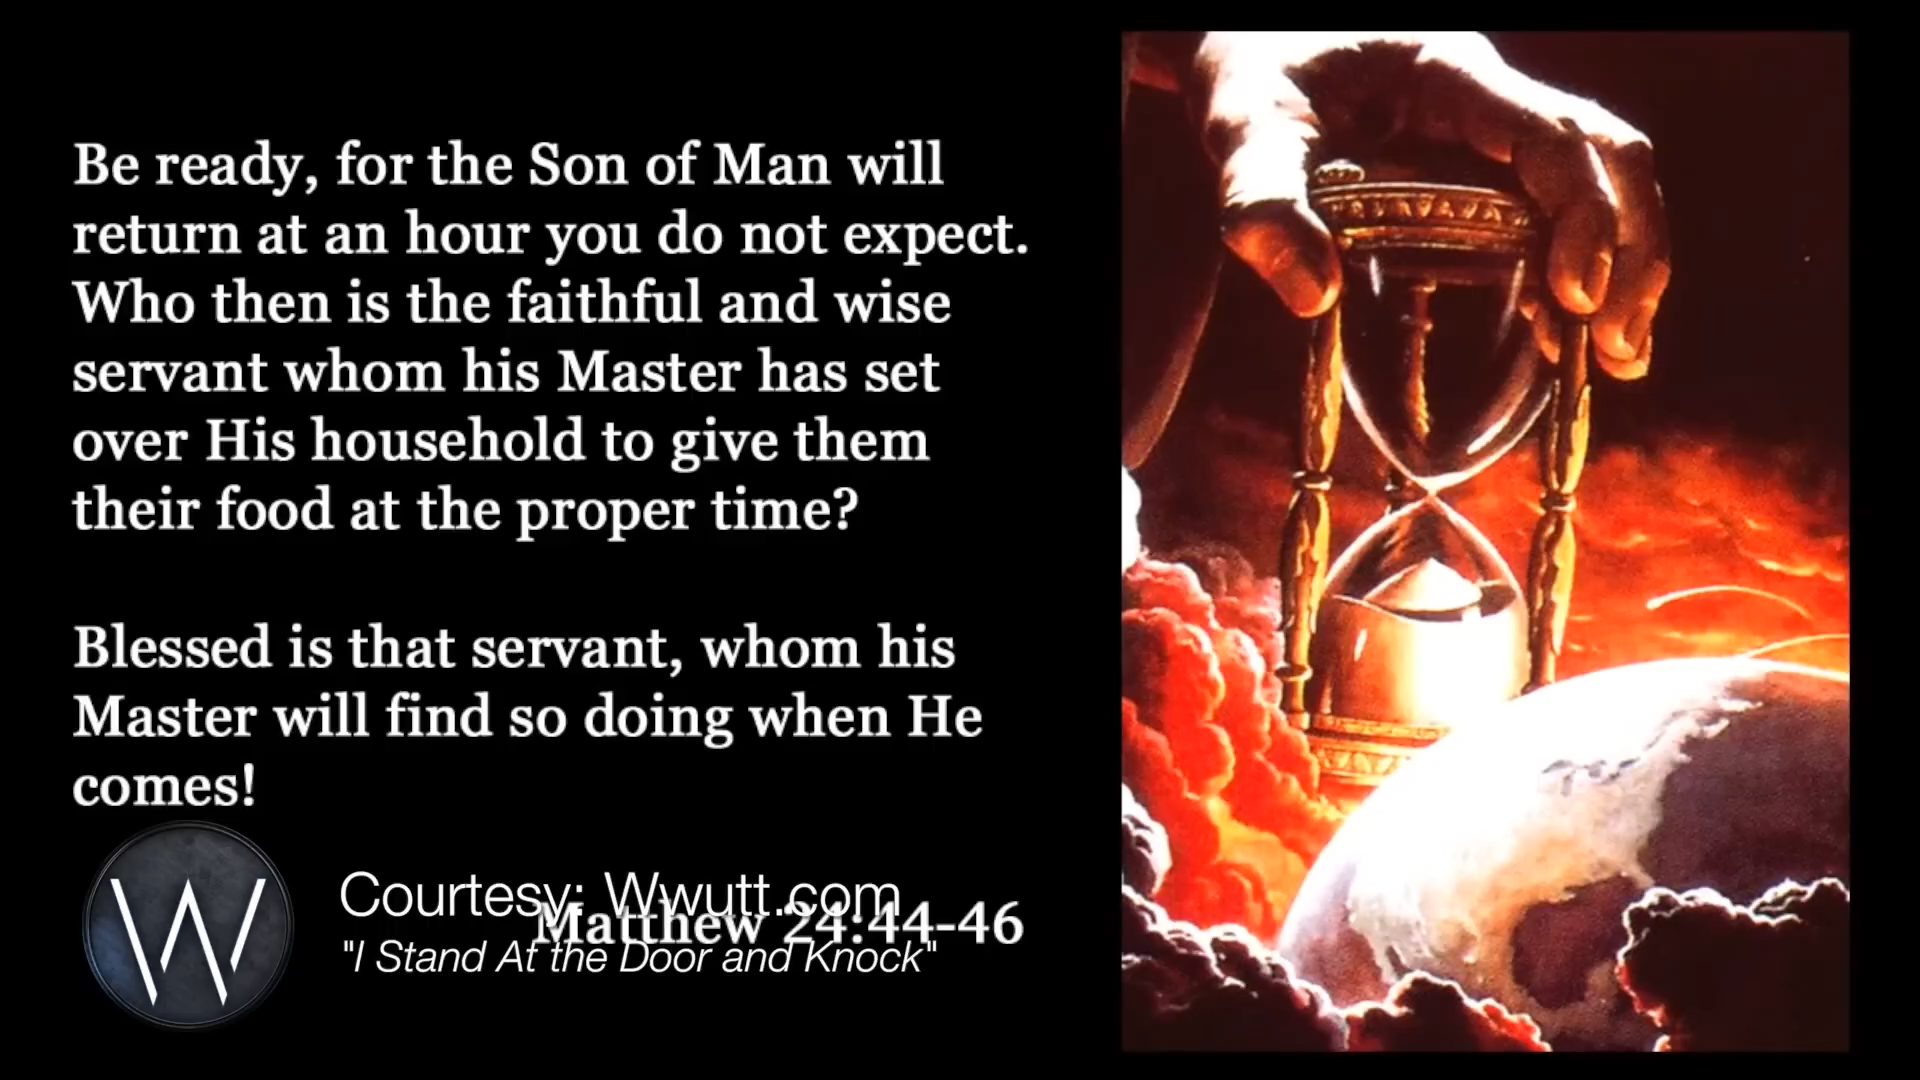 Be ready, for the Son of Man will
return at an hour you do not expect.
Who then is the faithful and wise
servant whom his Master has set
over His household to give them
their food at the proper time?
Blessed is that servant, whom his
Master will find so doing when He
comes!
W
Courtesy: Wwutt.com
Matthew 24:44-46
"I Stand At the Door and Knock"